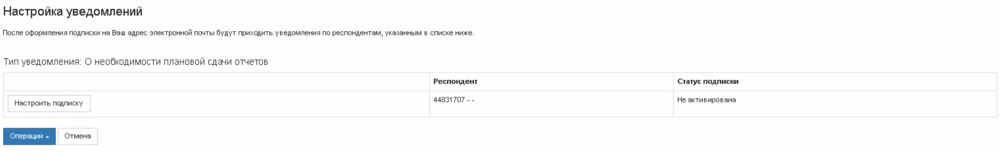 Настройка уведомлений
После оформления подписки на Ваш адрес электронной почты будут приходить уведомления по респондентам, указанным в списке ниже.
Тип уведомления: О необходимости плановой сдачи отчетов
Респондент Статус подписки
Настроить подписку 44831707 - - Не активирована
Операции Отмена